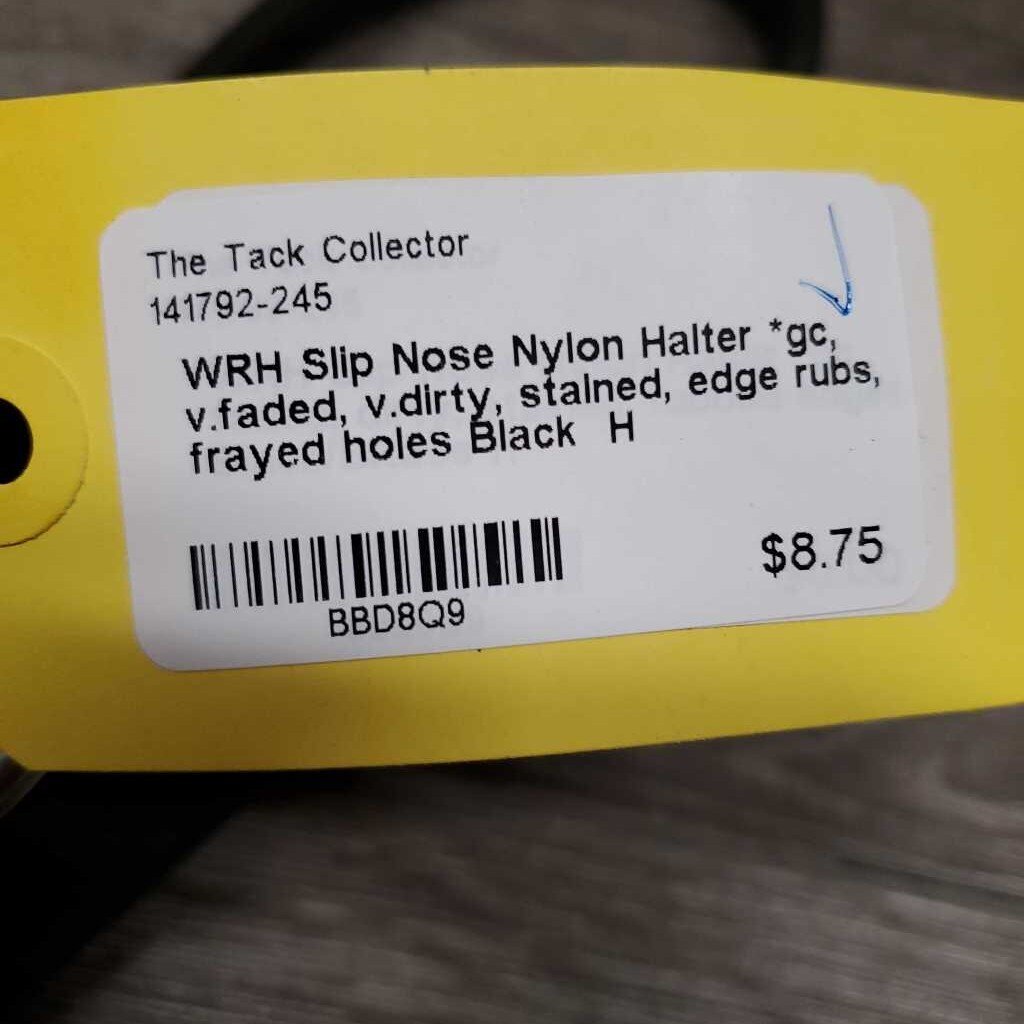 The Tack Collector
141792-245
WRH Slip Nose Nylon Halter *gc,
v.faded, v.dirty, stained, edge rubs,
frayed holes Black H
BBD8Q9
$8.75